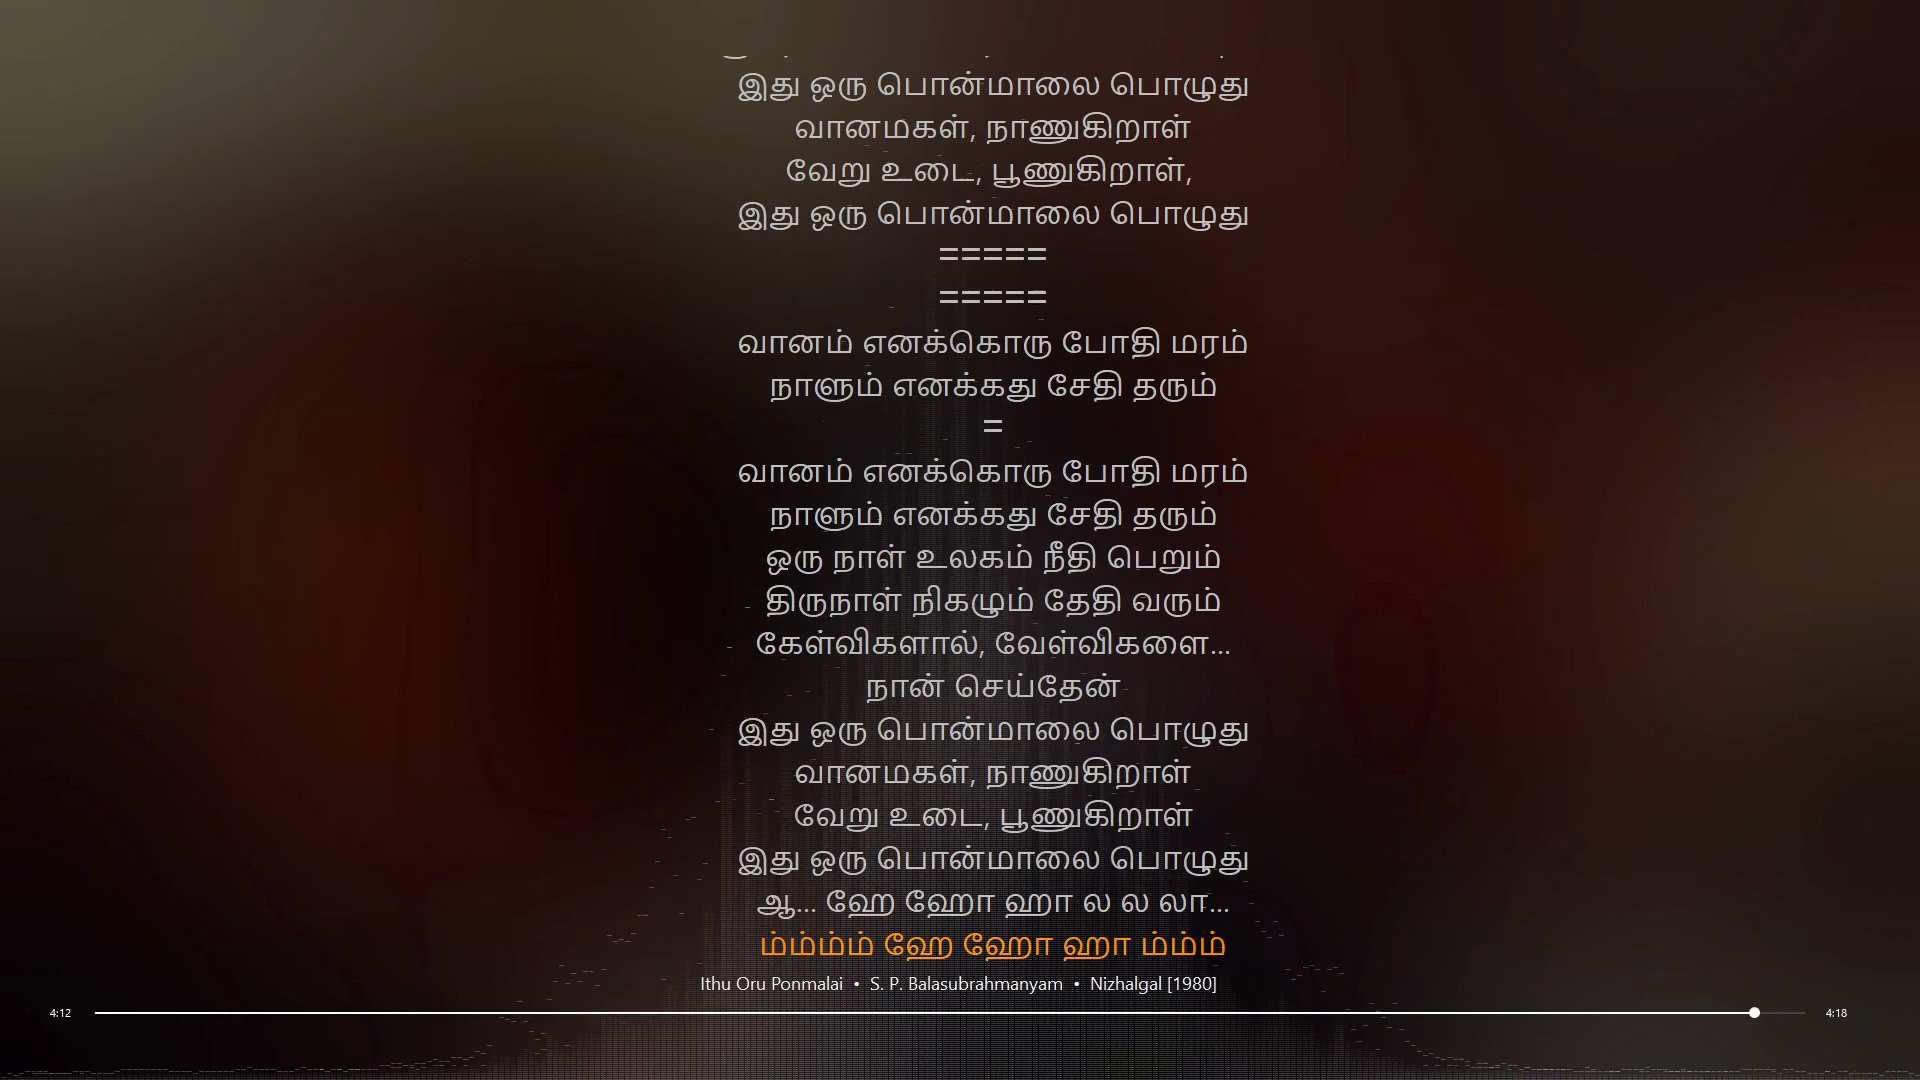 இது ஒரு பொன்மாலை பொழுது
வானமகள், நாணுகிறாள்
வேறு உடை, பூணுகிறாள்,
இது ஒரு பொன்மாலை பொழுது
=====
=====
வானம் எனக்கொரு போதி மரம்
நாளும் எனக்கது சேதி தரும்
=
வானம் எனக்கொரு போதி மரம்
நாளும் எனக்கது சேதி தரும்
ஒரு நாள் உலகம் நீதி பெறும்
திருநாள் நிகழும் தேதி வரும்
கேள்விகளால், வேள்விகளை...
நான் செய்தேன்
இது ஒரு பொன்மாலை பொழுது
வானமகள், நாணுகிறாள்
வேறு உடை, பூணுகிறாள்
இது ஒரு பொன்மாலை பொழுது
ஆ... ஹே ஹோ ஹா ல ல லா...
ம்ம்ம்ம் ஹே ஹோ ஹா ம்ம்ம்
Ithu Oru Ponmalai • S. P. Balasubrahmanyam • Nizhalgal [1980]
4:12 4:18